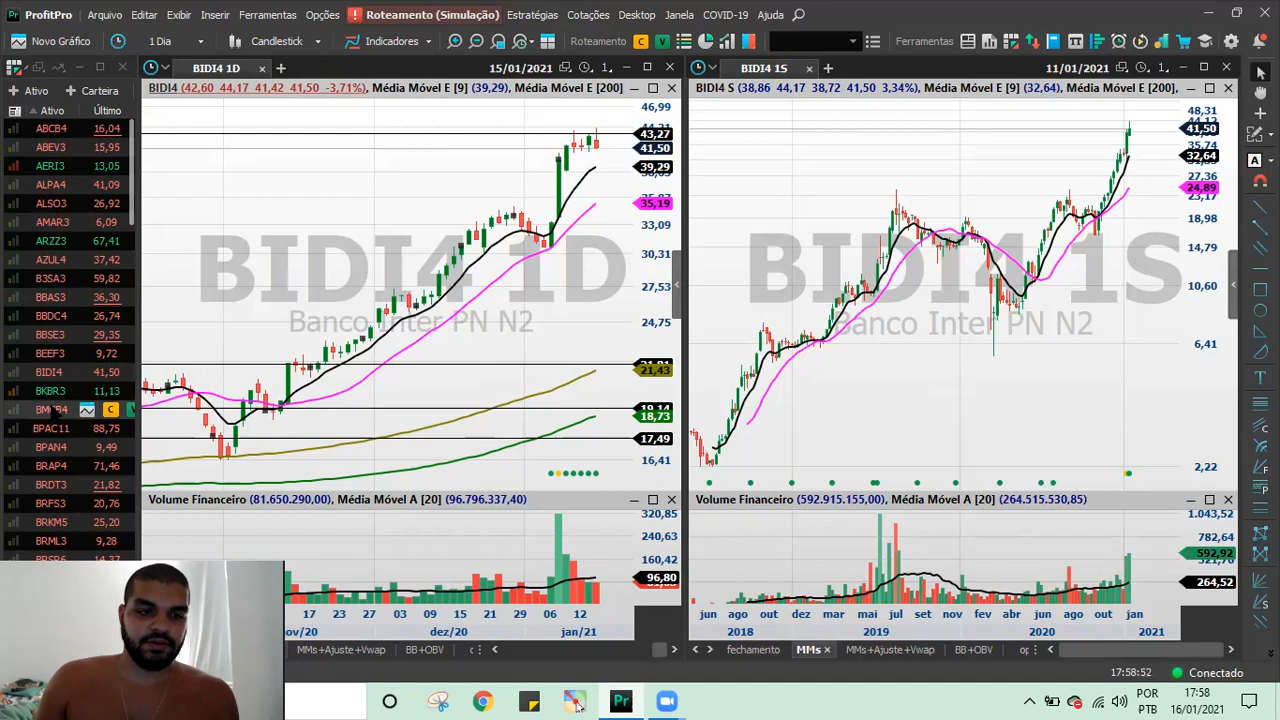 ProfitPro Arquivo Editar Exibir Inserir Ferramentas Opções Roteamento (Simulação) Estratégias Cotações Desktop Janela COVID-19 Ajuda
Novo Gráfico 1 Dia Candlestick Indicadores Roteamento C V Ferramentas
BIDI4 1D 15/01/2021 1 BIDI4 1S 11/01/2021 1
Ativo Carteira
BIDI4 (42,60 44,17 41,42 41,50 -3,71%), Média Móvel E [9] (39,29), Média Móvel E [200]
BIDI4 S (38,86 44,17 38,72 41,50 3,34%), Média Móvel E [9] (32,64), Média Móvel E [200],
Ativo Último
ABCB4 16,04
ABEV3 15,95
AERI3 13,05
ALPA4 41,09
ALSO3 26,92
AMAR3 6,09
ARZZ3 67,41
AZUL4 37,42
B3SA3 59,82
BBAS3 36,30
BBDC4 26,74
BBSE3 29,35
BEEF3 9,72
BIDI4 41,50
BKBR3 11,13
C
BPAC11 88,75
BPAN4 9,49
BRAP4 71,46
BRDT3 21,82
BRFS3 20,76
BRKM5 25,20
BRML3 9,28
BIDI4 1D
Banco Inter PN N2
46,99
43,27
41,50
39,29
35,19
33,09
30,31
27,53
24,75
21,43
18,73
17,49
16,41
BIDI4 1S
Banco Inter PN N2
48,31
41,50
35,74
32,64
27,36
24,89
23,17
18,98
14,79
10,60
6,41
2,22
Volume Financeiro (81.650.290,00), Média Móvel A [20] (96.796.337,40)
320,85
240,63
160,42
96,80
17 23 27 03 09 15 21 29 06 12
ov/20 dez/20 jan/21
Volume Financeiro (592.915.155,00), Média Móvel A [20] (264.515.530,85)
1.043,52
782,64
592,92
264,52
jun ago out dez mar mai jul set nov fev abr jun ago out jan
2018 2019 2020 2021
MMs+Ajuste+Vwap BB+OBV
fechamento MMs MMs+Ajuste+Vwap BB+OBV
17:58:52 Conectado
Pr
POR
PTB
17:58
16/01/2021